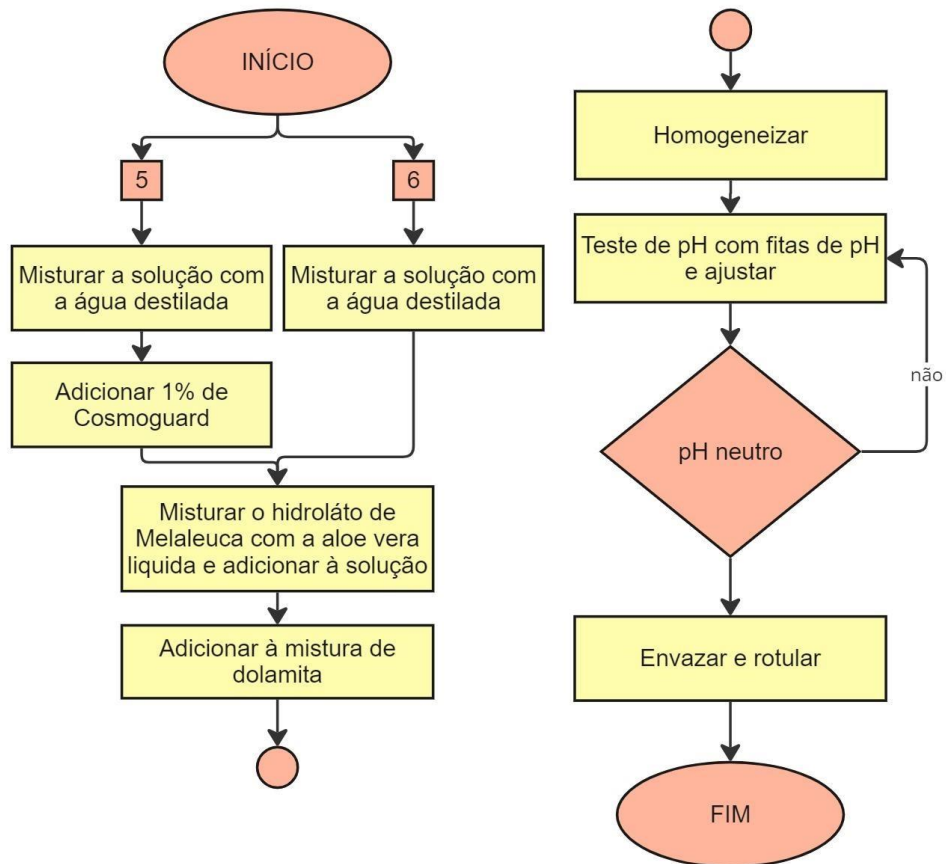 INÍCIO
5
6
Misturar a solução com
a água destilada
Misturar a solução com
a água destilada
Adicionar 1% de
Cosmoguard
Misturar o hidroláto de
Melaleuca com a aloe vera
liquida e adicionar à solução
Adicionar à mistura de
dolamita
Homogeneizar
Teste de pH com fitas de pH
e ajustar
não
pH neutro
Envazar e rotular
FIM